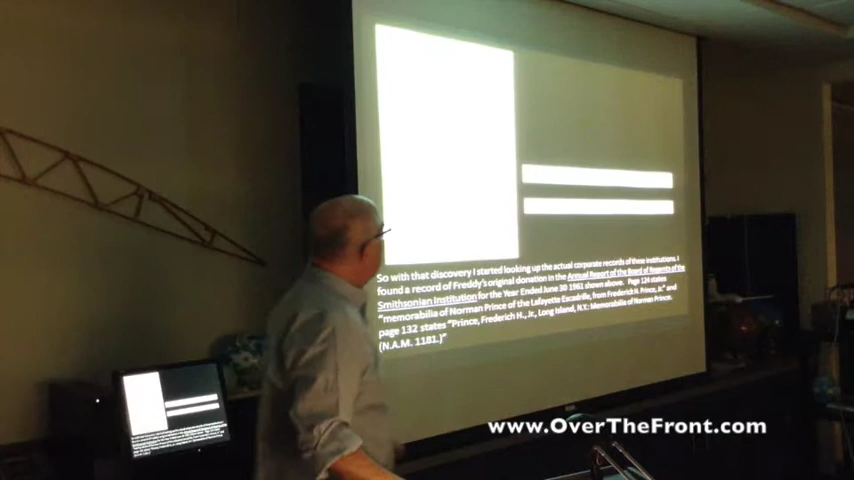 So with that discovery I started looking up the actual corporate records of these institutions. I
found a record of Freddy's original donation in the Annual Report of the Board of Regents of the
Smithsonian Institution for the Year Ended June 30 1961 shown above. Page 124 states
"memorabilia of Norman Prince of the Lafayette Escadrille, from Frederick H. Prince, Jr." and
page 132 states "Prince, Frederich H., Jr., Long Island, N.Y.: Memorabilia of Norman Prince.
(N.A.M. 1181.)"
www.OverTheFront.com